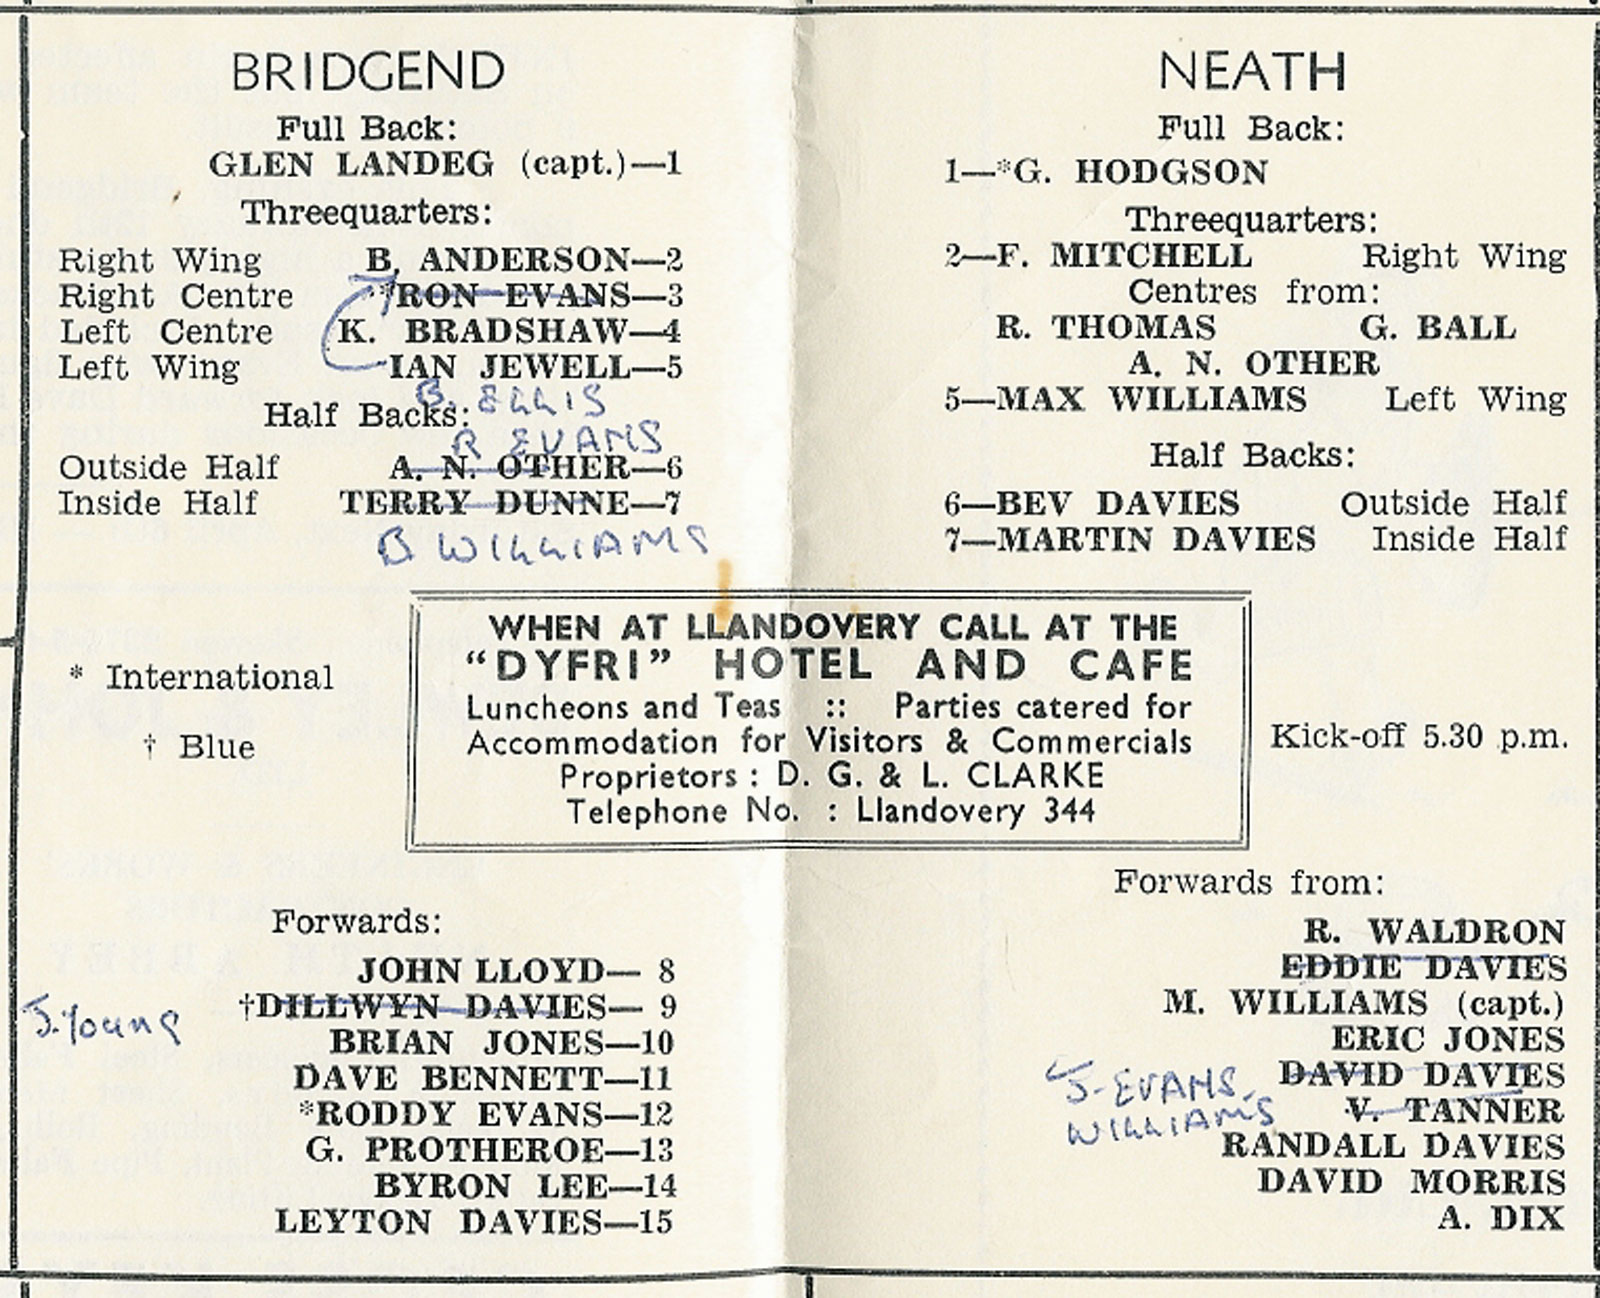 BRIDGEND
Full Back:
GLEN LANDEG (capt.)—1
Threequarters:
Right Wing B. ANDERSON—2
Right Centre *RON EVANS—3
Left Centre K. BRADSHAW—4
Left Wing IAN JEWELL—5
B. ELLIS
Half Backs:
R EVANS
Outside Half A. N. OTHER—6
Inside Half TERRY DUNNE—7
B WILLIAMS
NEATH
Full Back:
1—*G. HODGSON
Threequarters:
2—F. MITCHELL Right Wing
Centres from:
R. THOMAS G. BALL
A. N. OTHER
5—MAX WILLIAMS Left Wing
Half Backs:
6—BEV DAVIES Outside Half
7—MARTIN DAVIES Inside Half
* International
† Blue
WHEN AT LLANDOVERY CALL AT THE
"DYFRI" HOTEL AND CAFE
Luncheons and Teas :: Parties catered for
Accommodation for Visitors & Commercials
Proprietors : D. G. & L. CLARKE
Telephone No. : Llandovery 344
Kick-off 5.30 p.m.
Forwards:
JOHN LLOYD— 8
†DILLWYN DAVIES— 9
J. Young
BRIAN JONES—10
DAVE BENNETT—11
*RODDY EVANS—12
G. PROTHEROE—13
BYRON LEE—14
LEYTON DAVIES—15
Forwards from:
R. WALDRON
EDDIE DAVIES
M. WILLIAMS (capt.)
ERIC JONES
DAVID DAVIES
J. EVANS
V. TANNER
WILLIAMS
RANDALL DAVIES
DAVID MORRIS
A. DIX